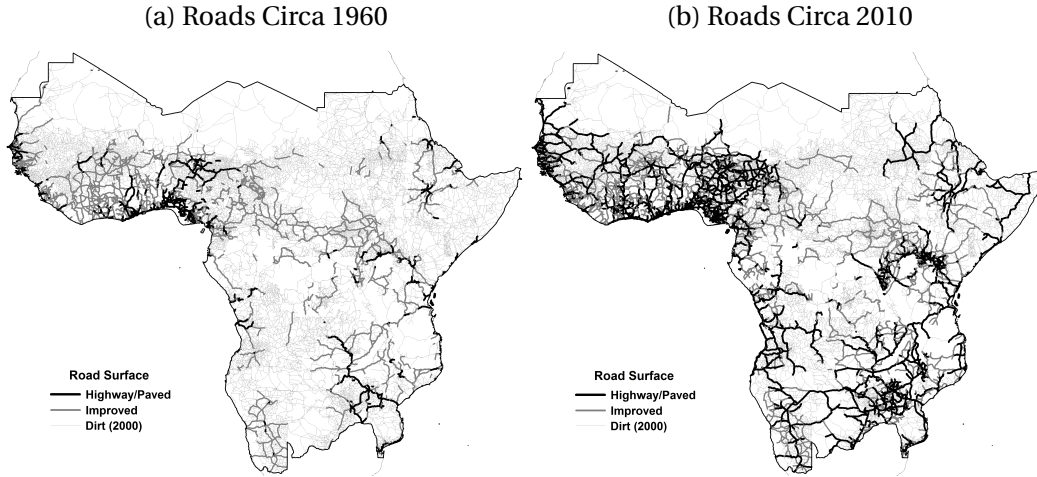 (a) Roads Circa 1960
(b) Roads Circa 2010
Road Surface
Highway/Paved
Improved
Dirt (2000)
Road Surface
Highway/Paved
Improved
Dirt (2000)